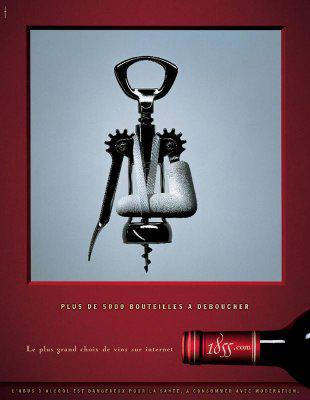 PLUS DE 5000 BOUTEILLES A DEBOUCHER
Le plus grand choix de vins sur internet
1855.com
L'ABUS D'ALCOOL EST DANGEREUX POUR LA SANTÉ, A CONSOMMER AVEC MODERATION.